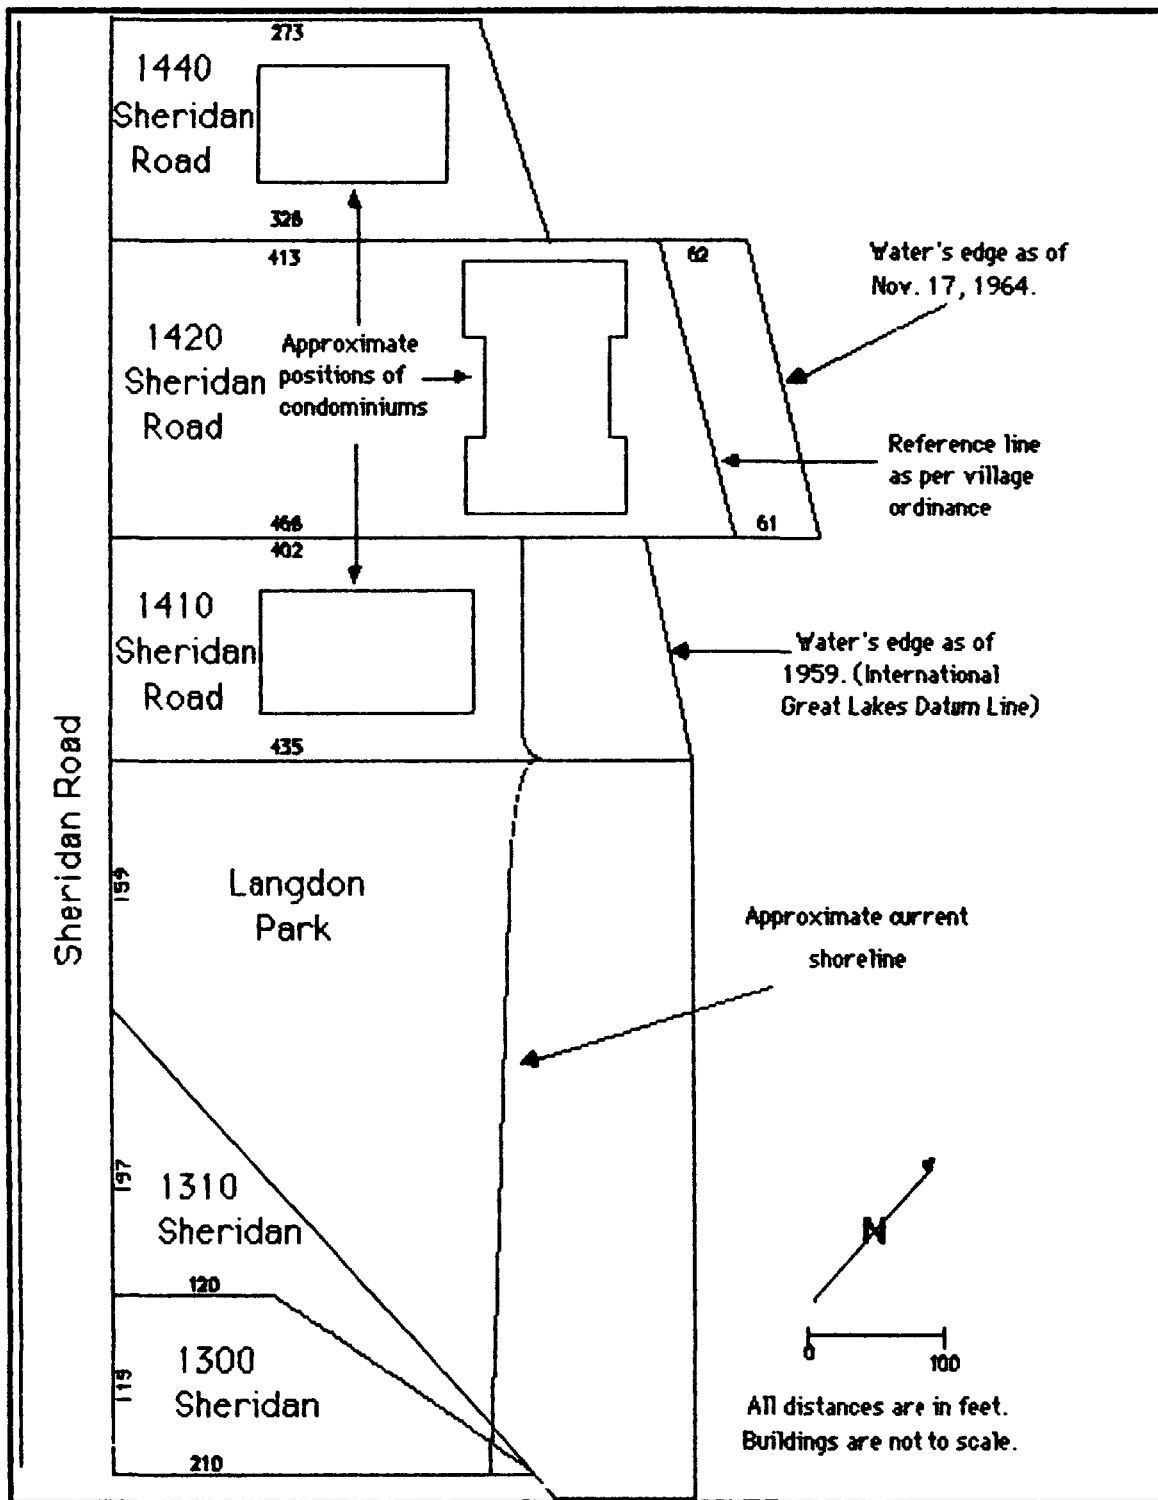 273
1440
Sheridan
Road
328
413
62
Water's edge as of
Nov. 17, 1964.
1420
Sheridan
Road
Approximate
positions of
condominiums
Reference line
as per village
ordinance
466
61
402
1410
Sheridan
Road
Water's edge as of
1959. (International
Great Lakes Datum Line)
435
Sheridan Road
159
Langdon
Park
Approximate current
shoreline
197
1310
Sheridan
120
1300
Sheridan
115
210
N
0
100
All distances are in feet.
Buildings are not to scale.